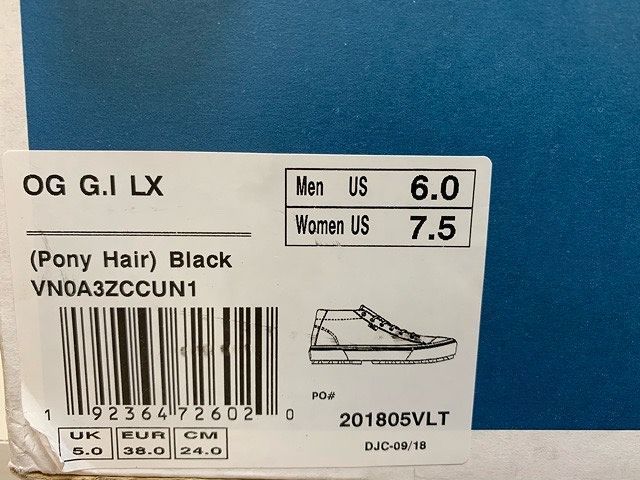 OG G.I LX
Men US 6.0
Women US 7.5
(Pony Hair) Black
VN0A3ZCCUN1
1 92364 72602 0
PO#
201805VLT
UK EUR CM
5.0 38.0 24.0
DJC-09/18